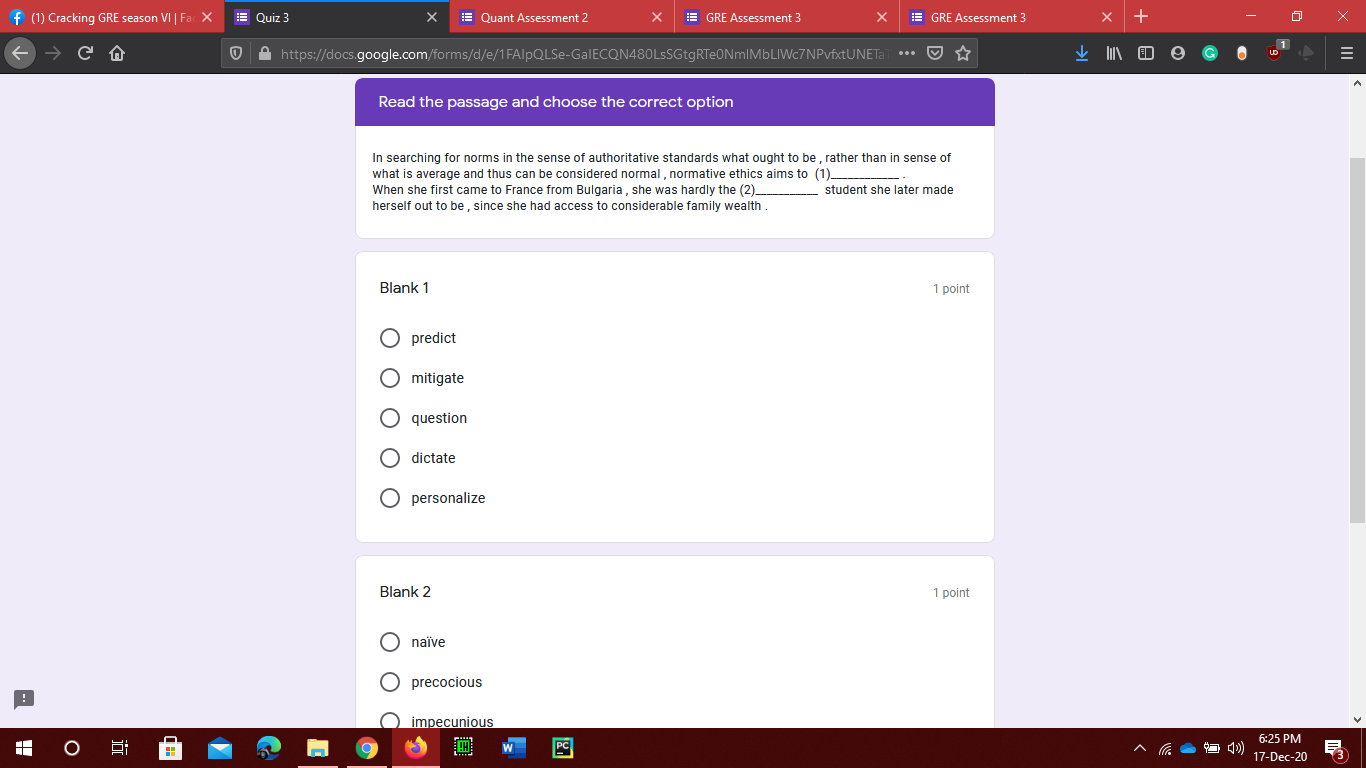 (1) Cracking GRE season VI | Fac
Quiz 3
Quant Assessment 2
GRE Assessment 3
GRE Assessment 3
https://docs.google.com/forms/d/e/1FAIpQLSe-GaIECQN480LsSGtgRTe0NmIMbLIWc7NPvfxtUNETaT
1
Read the passage and choose the correct option
In searching for norms in the sense of authoritative standards what ought to be , rather than in sense of
what is average and thus can be considered normal , normative ethics aims to (1)____________ .
When she first came to France from Bulgaria , she was hardly the (2)___________ student she later made
herself out to be , since she had access to considerable family wealth .
Blank 1
1 point
predict
mitigate
question
dictate
personalize
Blank 2
1 point
naïve
precocious
impecunious
6:25 PM
17-Dec-20
3